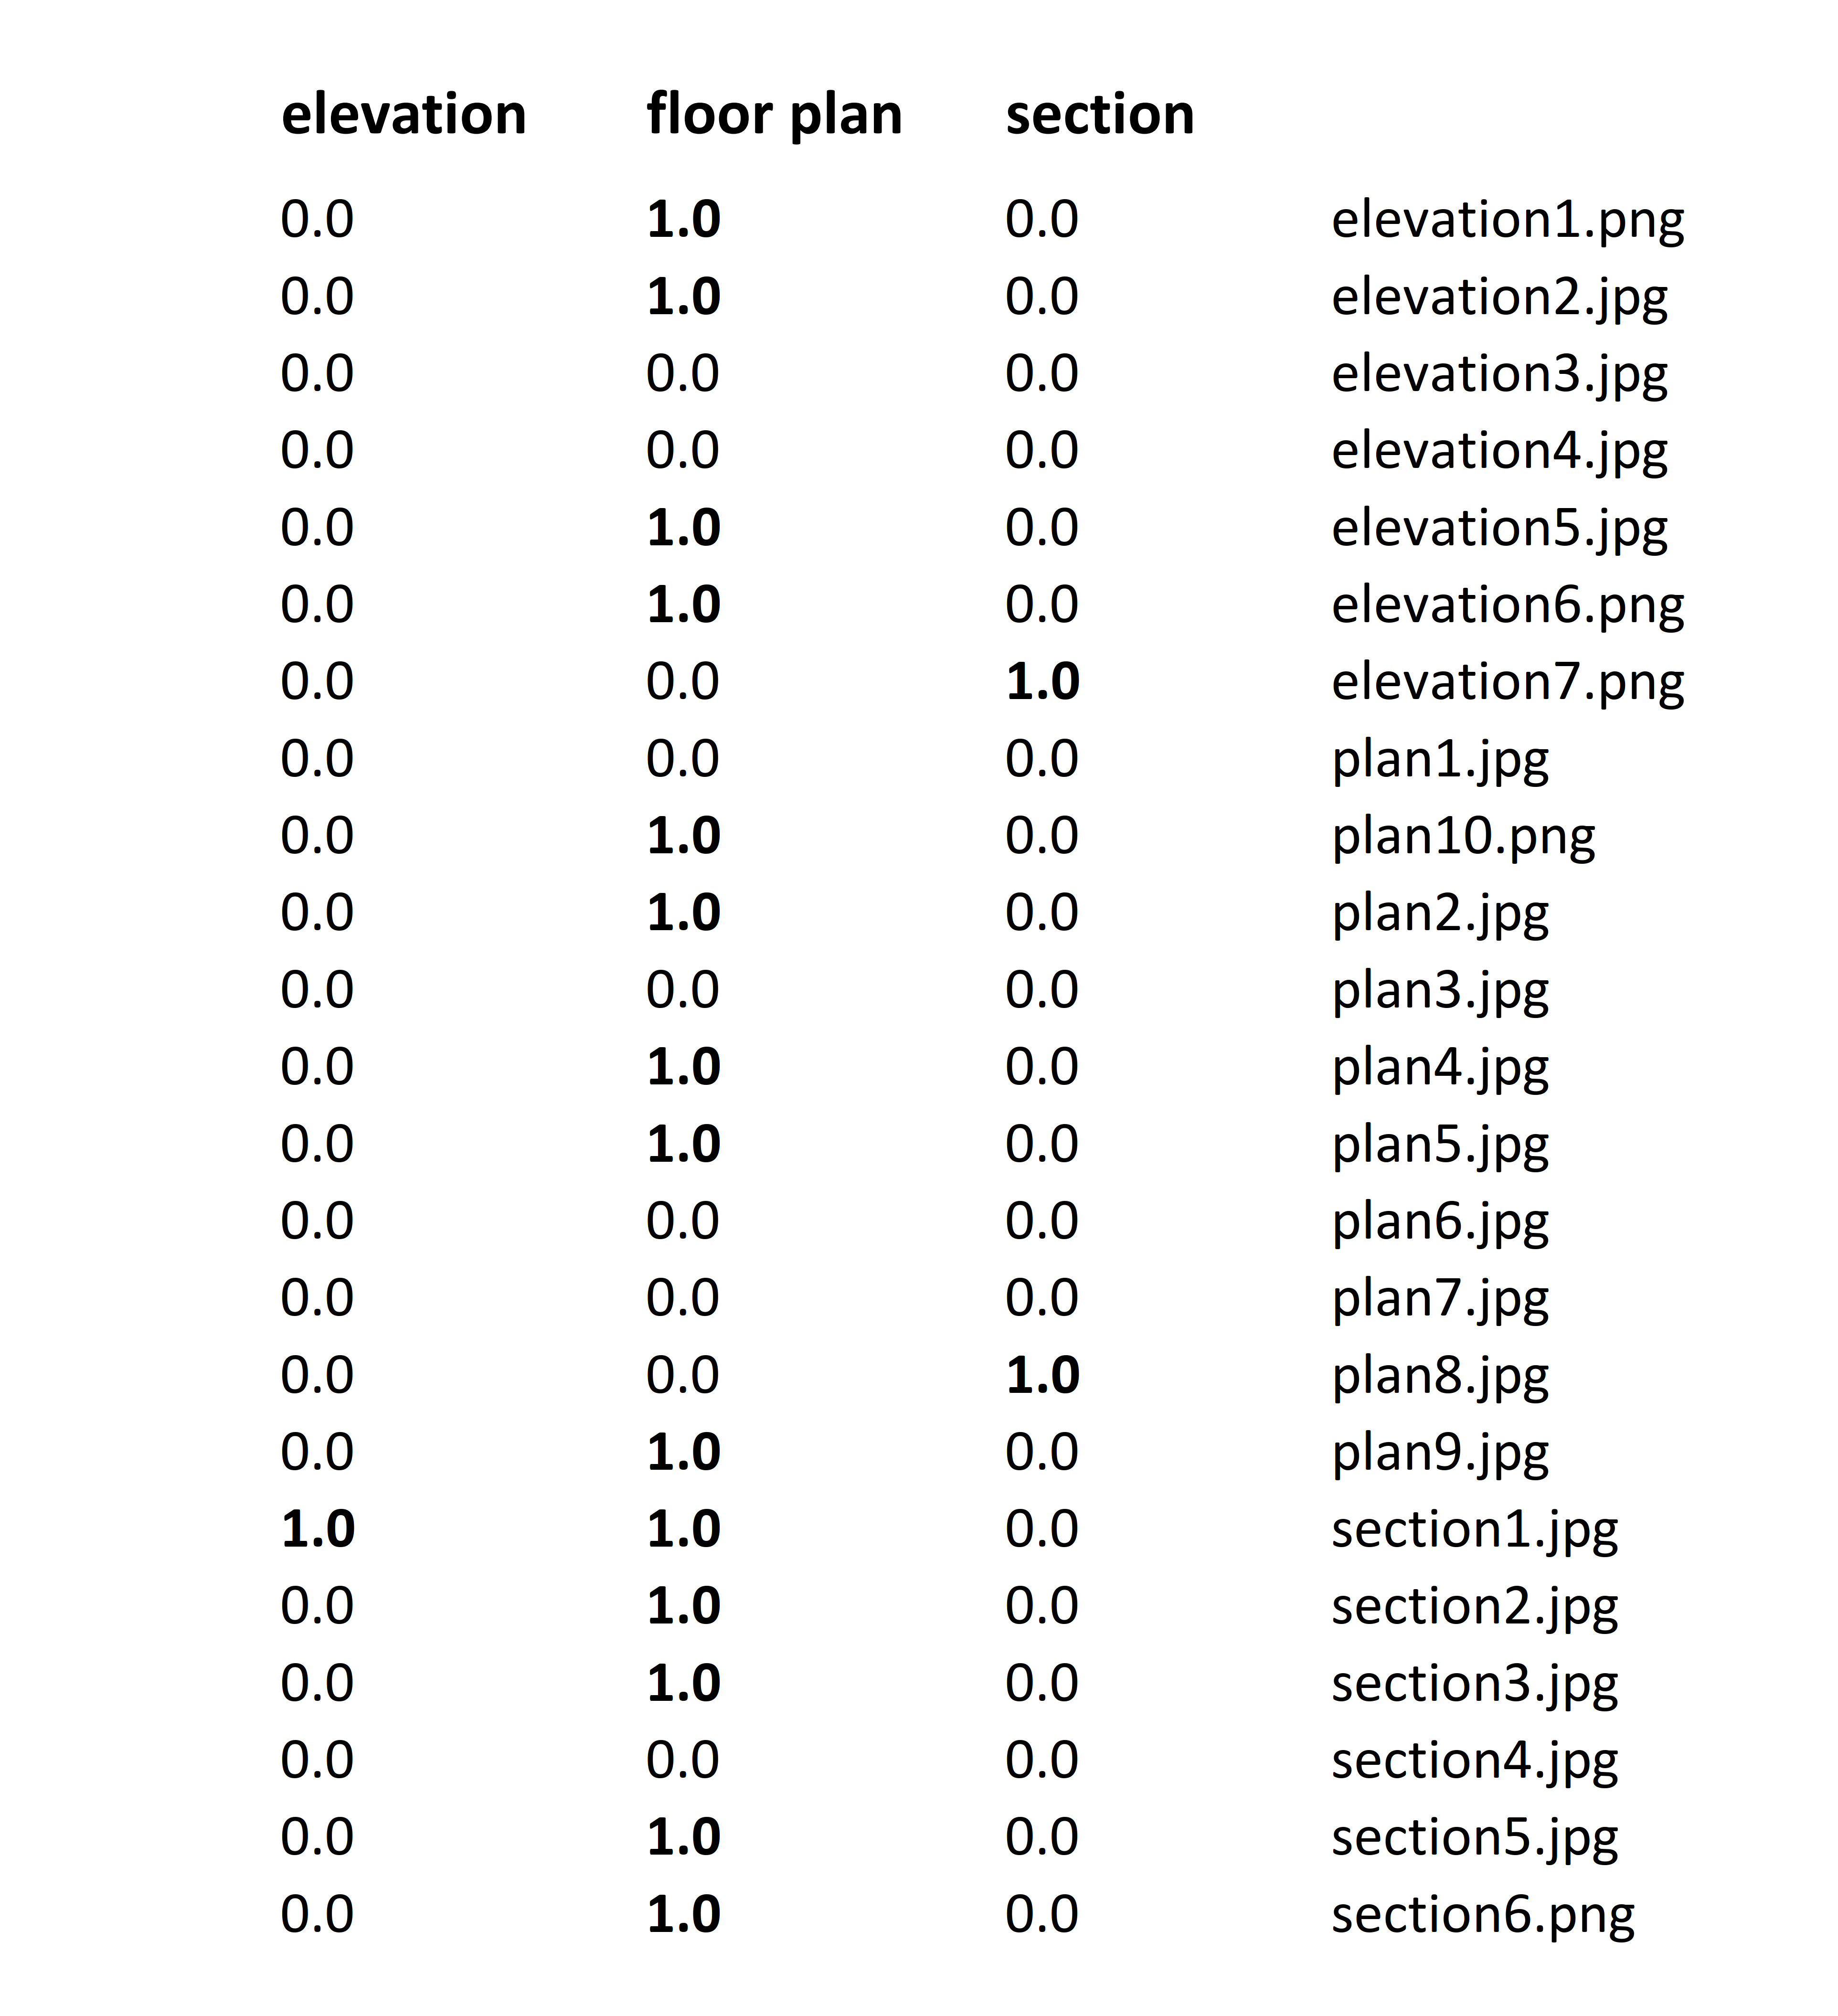 elevation floor plan section
0.0 1.0 0.0 elevation1.png
0.0 1.0 0.0 elevation2.jpg
0.0 0.0 0.0 elevation3.jpg
0.0 0.0 0.0 elevation4.jpg
0.0 1.0 0.0 elevation5.jpg
0.0 1.0 0.0 elevation6.png
0.0 0.0 1.0 elevation7.png
0.0 0.0 0.0 plan1.jpg
0.0 1.0 0.0 plan10.png
0.0 1.0 0.0 plan2.jpg
0.0 0.0 0.0 plan3.jpg
0.0 1.0 0.0 plan4.jpg
0.0 1.0 0.0 plan5.jpg
0.0 0.0 0.0 plan6.jpg
0.0 0.0 0.0 plan7.jpg
0.0 0.0 1.0 plan8.jpg
0.0 1.0 0.0 plan9.jpg
1.0 1.0 0.0 section1.jpg
0.0 1.0 0.0 section2.jpg
0.0 1.0 0.0 section3.jpg
0.0 0.0 0.0 section4.jpg
0.0 1.0 0.0 section5.jpg
0.0 1.0 0.0 section6.png